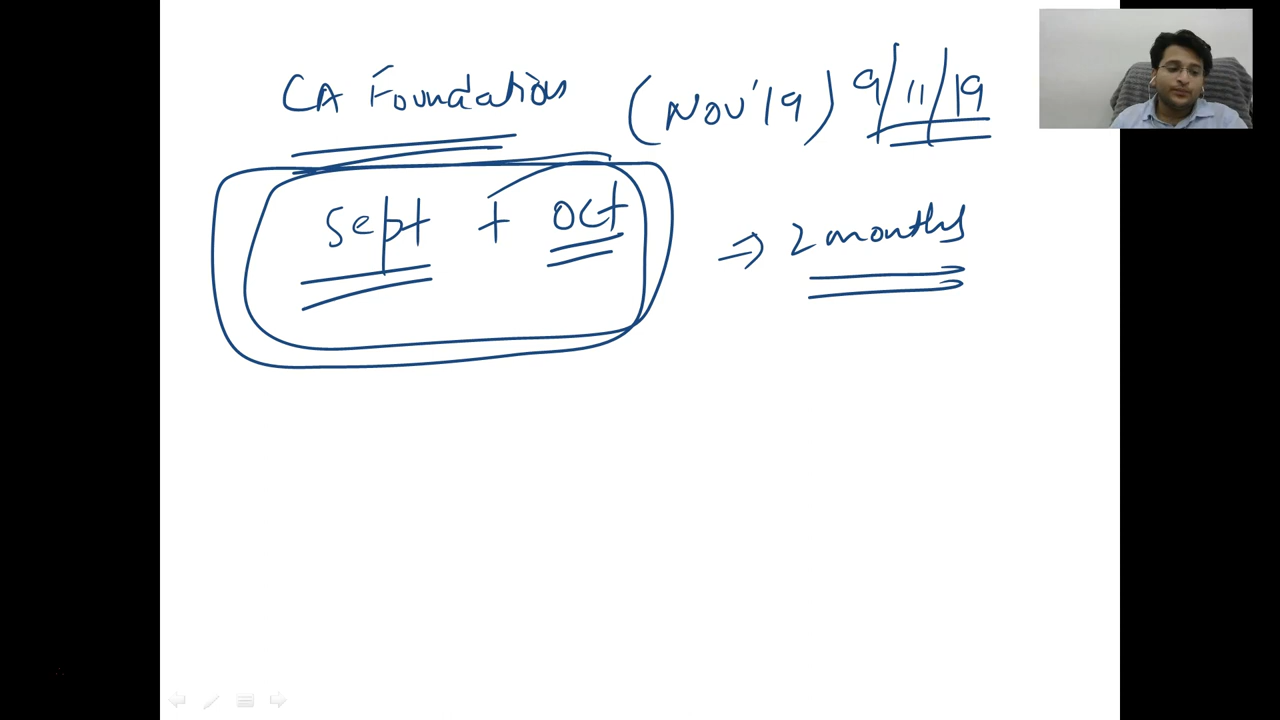 CA Foundation (Nov'19) 9/11/19
Sept + Oct ⇒ 2 months